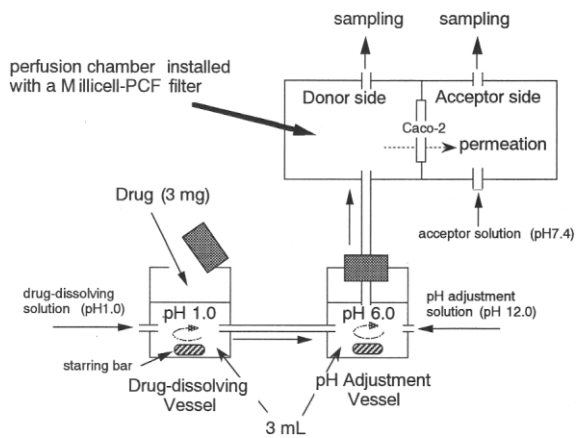 sampling
sampling
perfusion chamber installed
with a Millicell-PCF filter
Donor side
Acceptor side
Caco-2
permeation
Drug (3 mg)
acceptor solution (pH7.4)
drug-dissolving
solution (pH1.0)
pH 1.0
pH 6.0
pH adjustment
solution (pH 12.0)
starring bar
Drug-dissolving
Vessel
pH Adjustment
Vessel
3 mL